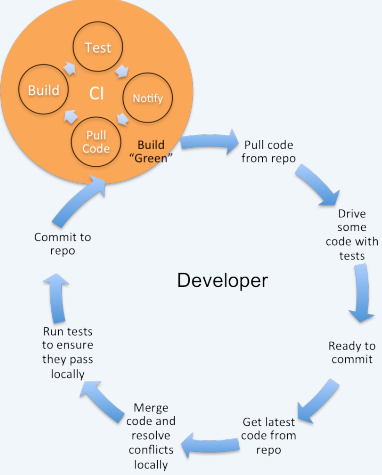 Test
Build
CI
Notify
Pull
Code
Build
“Green”
Pull code
from repo
Drive
some
code with
tests
Ready to
commit
Get latest
code from
repo
Merge
code and
resolve
conflicts
locally
Run tests
to ensure
they pass
locally
Commit to
repo
Developer